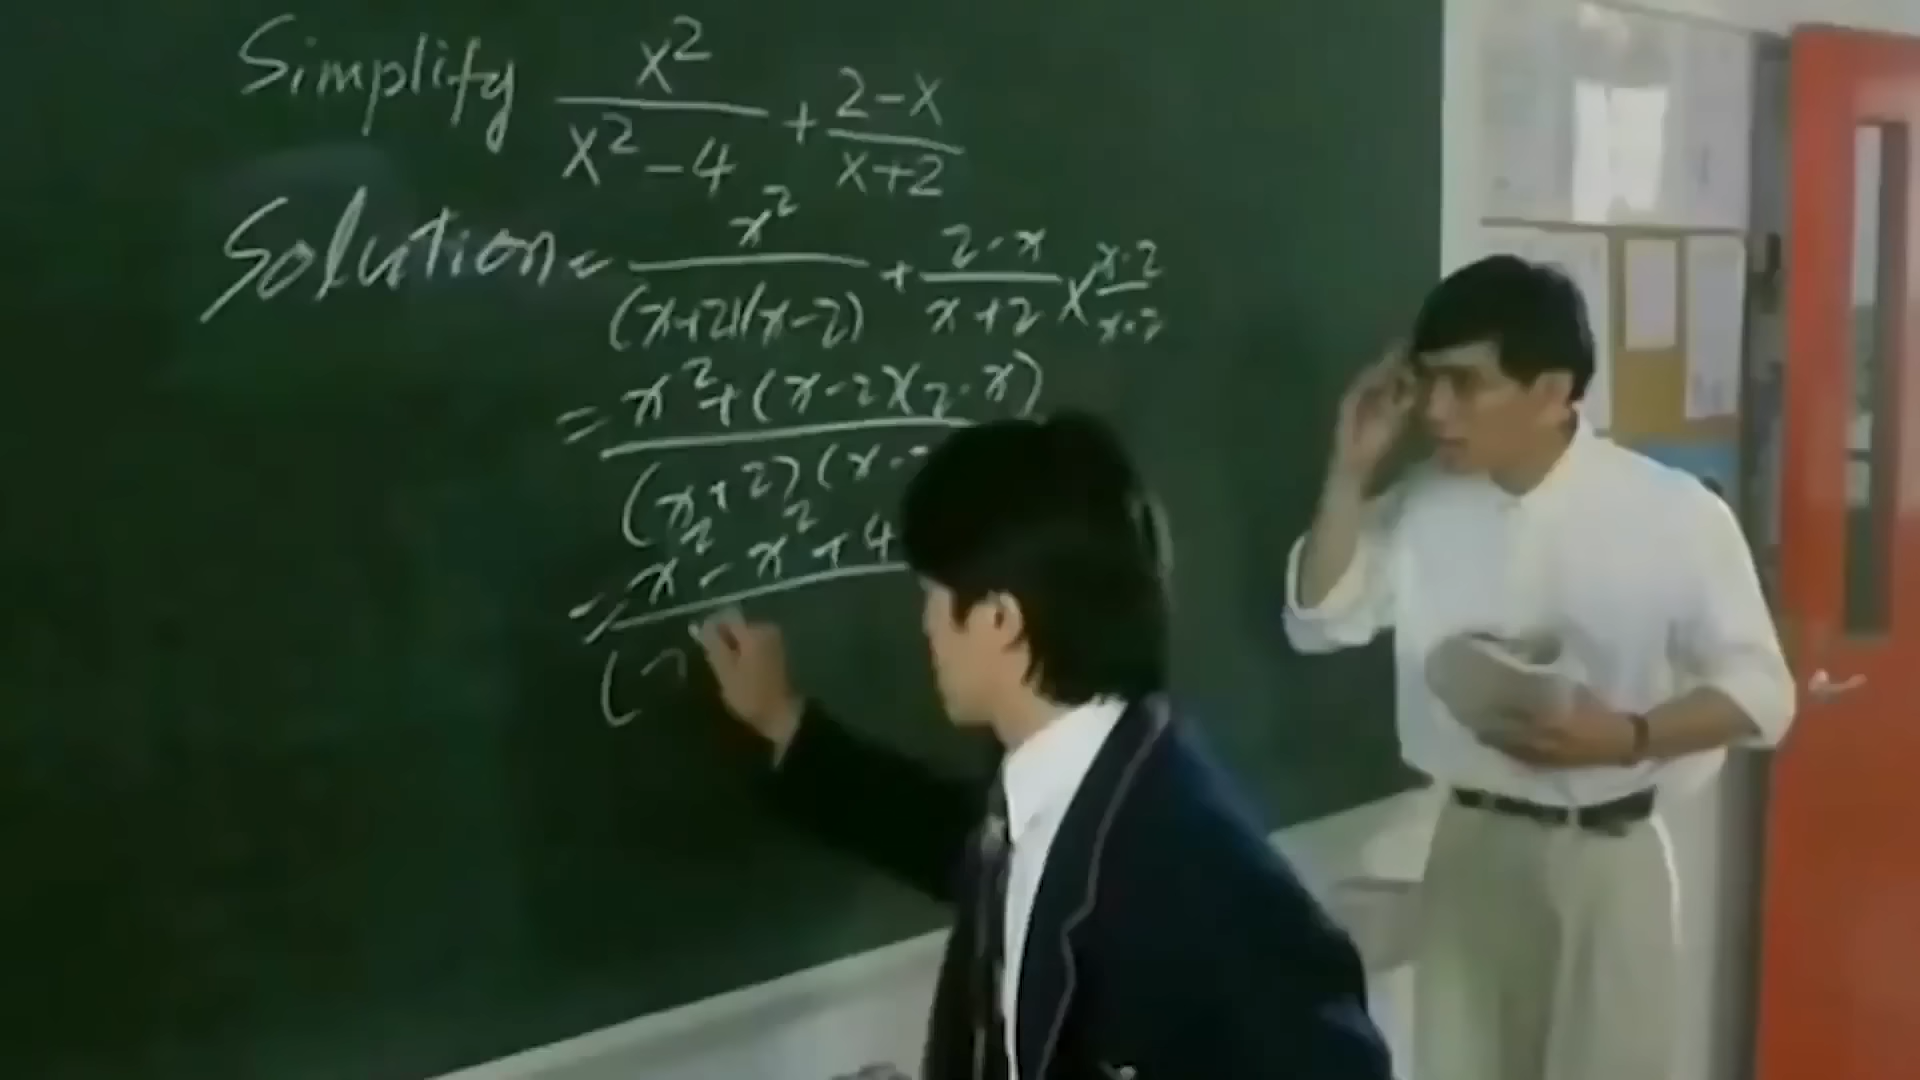 Simplify x²/(x²-4) + (2-x)/(x+2)
Solution = x²/((x+2)(x-2)) + (2-x)/(x+2) × (x-2)/(x-2)
= (x²+(x-2)(2-x))/((x+2)(x-
= x²-x²+4
(